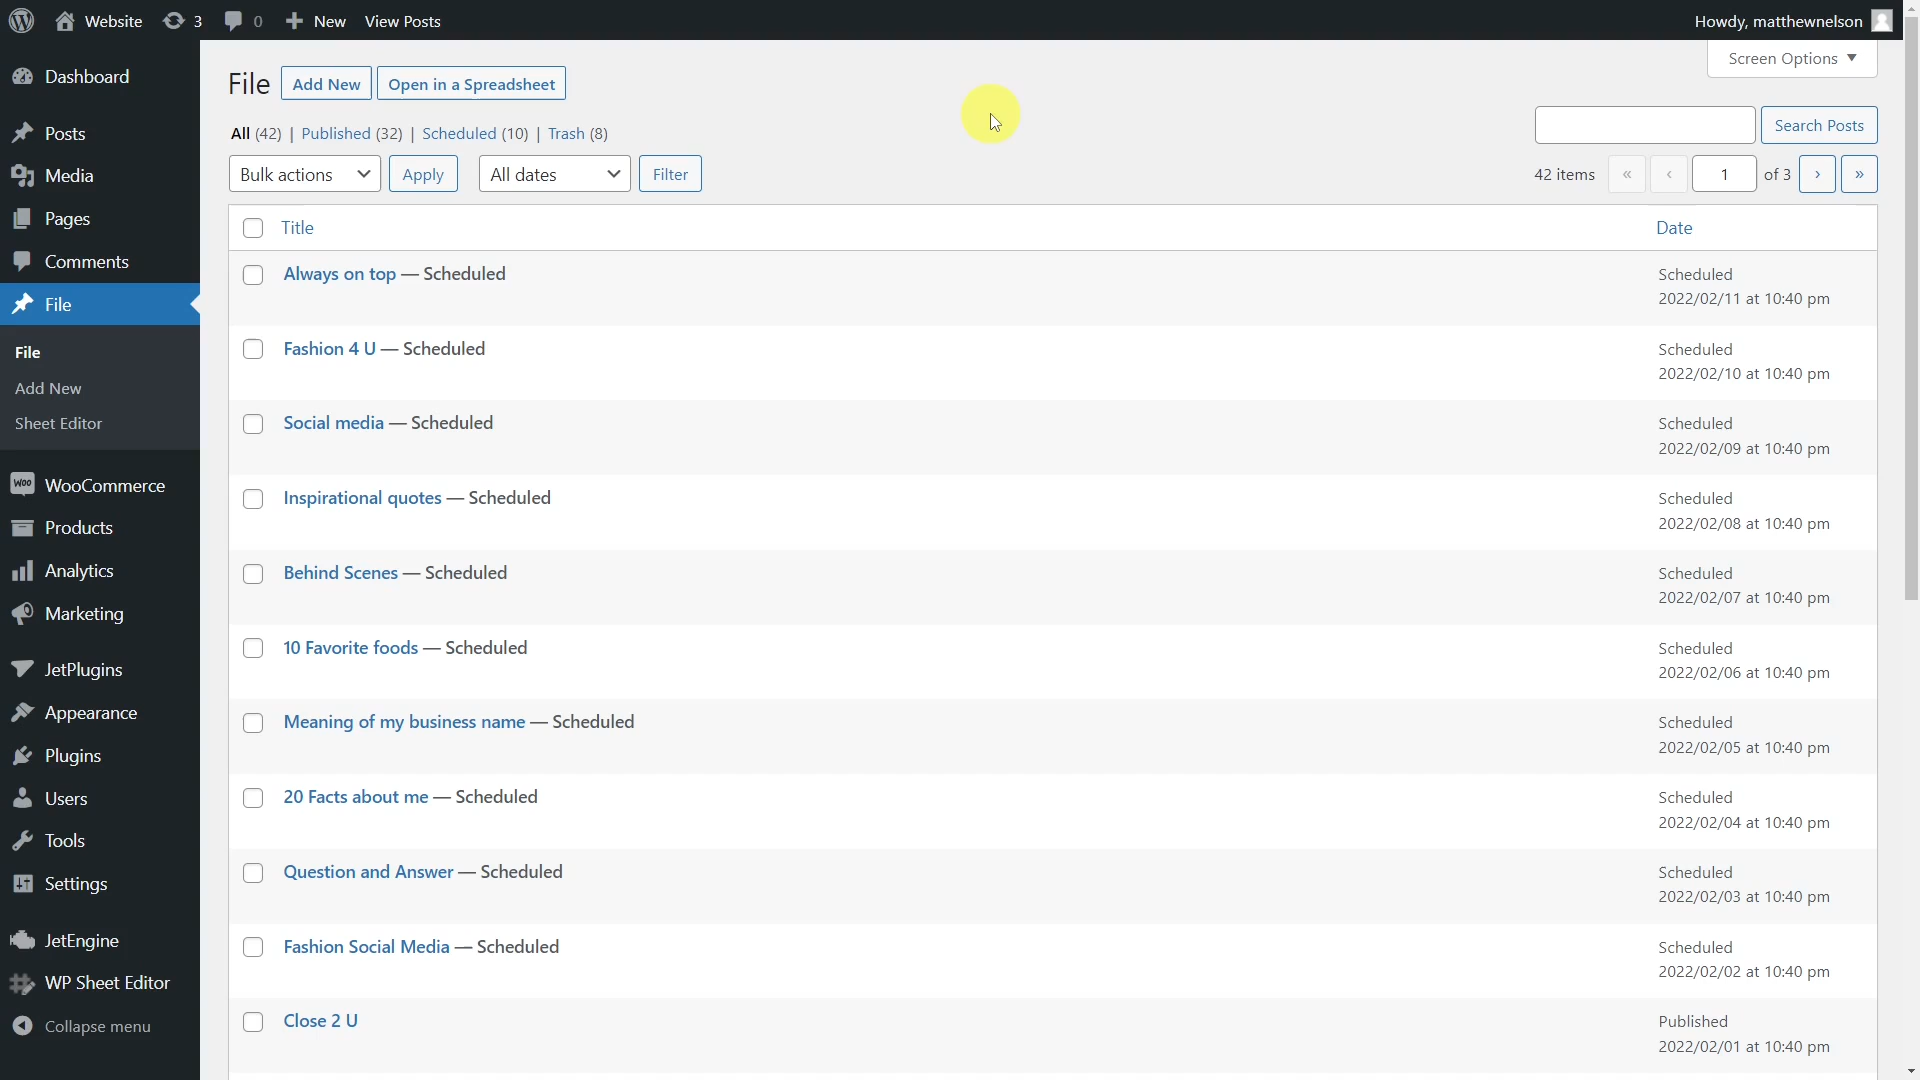 Website 3 0 New View Posts Howdy, matthewnelson
Screen Options
Dashboard
Posts
Media
Pages
Comments
File
File
Add New
Sheet Editor
WooCommerce
Products
Analytics
Marketing
JetPlugins
Appearance
Plugins
Users
Tools
Settings
JetEngine
WP Sheet Editor
Collapse menu
File Add New Open in a Spreadsheet
All (42) | Published (32) | Scheduled (10) | Trash (8)
Search Posts
Bulk actions Apply All dates Filter 42 items « ‹ 1 of 3 › »
Title Date
Always on top — Scheduled
Scheduled
2022/02/11 at 10:40 pm
Fashion 4 U — Scheduled
Scheduled
2022/02/10 at 10:40 pm
Social media — Scheduled
Scheduled
2022/02/09 at 10:40 pm
Inspirational quotes — Scheduled
Scheduled
2022/02/08 at 10:40 pm
Behind Scenes — Scheduled
Scheduled
2022/02/07 at 10:40 pm
10 Favorite foods — Scheduled
Scheduled
2022/02/06 at 10:40 pm
Meaning of my business name — Scheduled
Scheduled
2022/02/05 at 10:40 pm
20 Facts about me — Scheduled
Scheduled
2022/02/04 at 10:40 pm
Question and Answer — Scheduled
Scheduled
2022/02/03 at 10:40 pm
Fashion Social Media — Scheduled
Scheduled
2022/02/02 at 10:40 pm
Close 2 U
Published
2022/02/01 at 10:40 pm